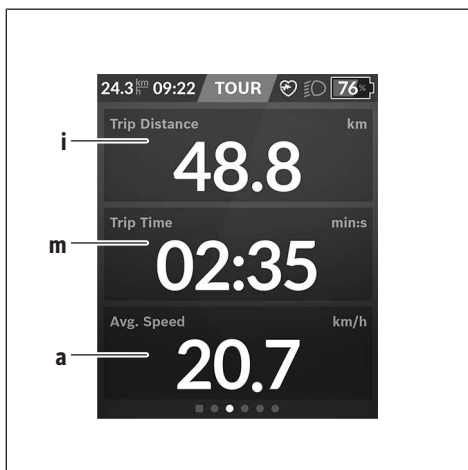 24.3 km/h 09:22 TOUR 76%
Trip Distance km
i
48.8
Trip Time min:s
m
02:35
Avg. Speed km/h
a
20.7